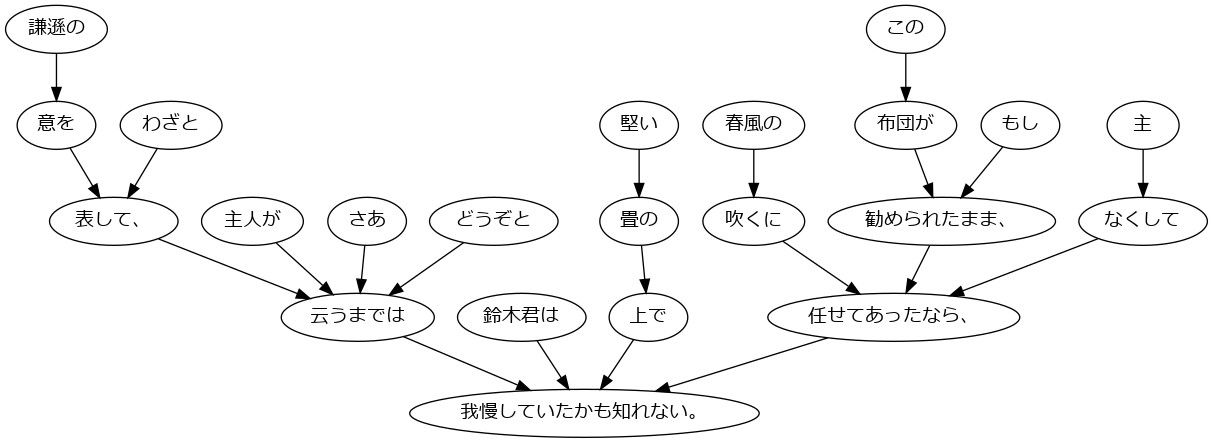 謙遜の
この
意を
わざと
堅い
春風の
布団が
もし
主
表して、
主人が
さあ
どうぞと
畳の
吹くに
勧められたまま、
なくして
云うまでは
鈴木君は
上で
任せてあったなら、
我慢していたかも知れない。